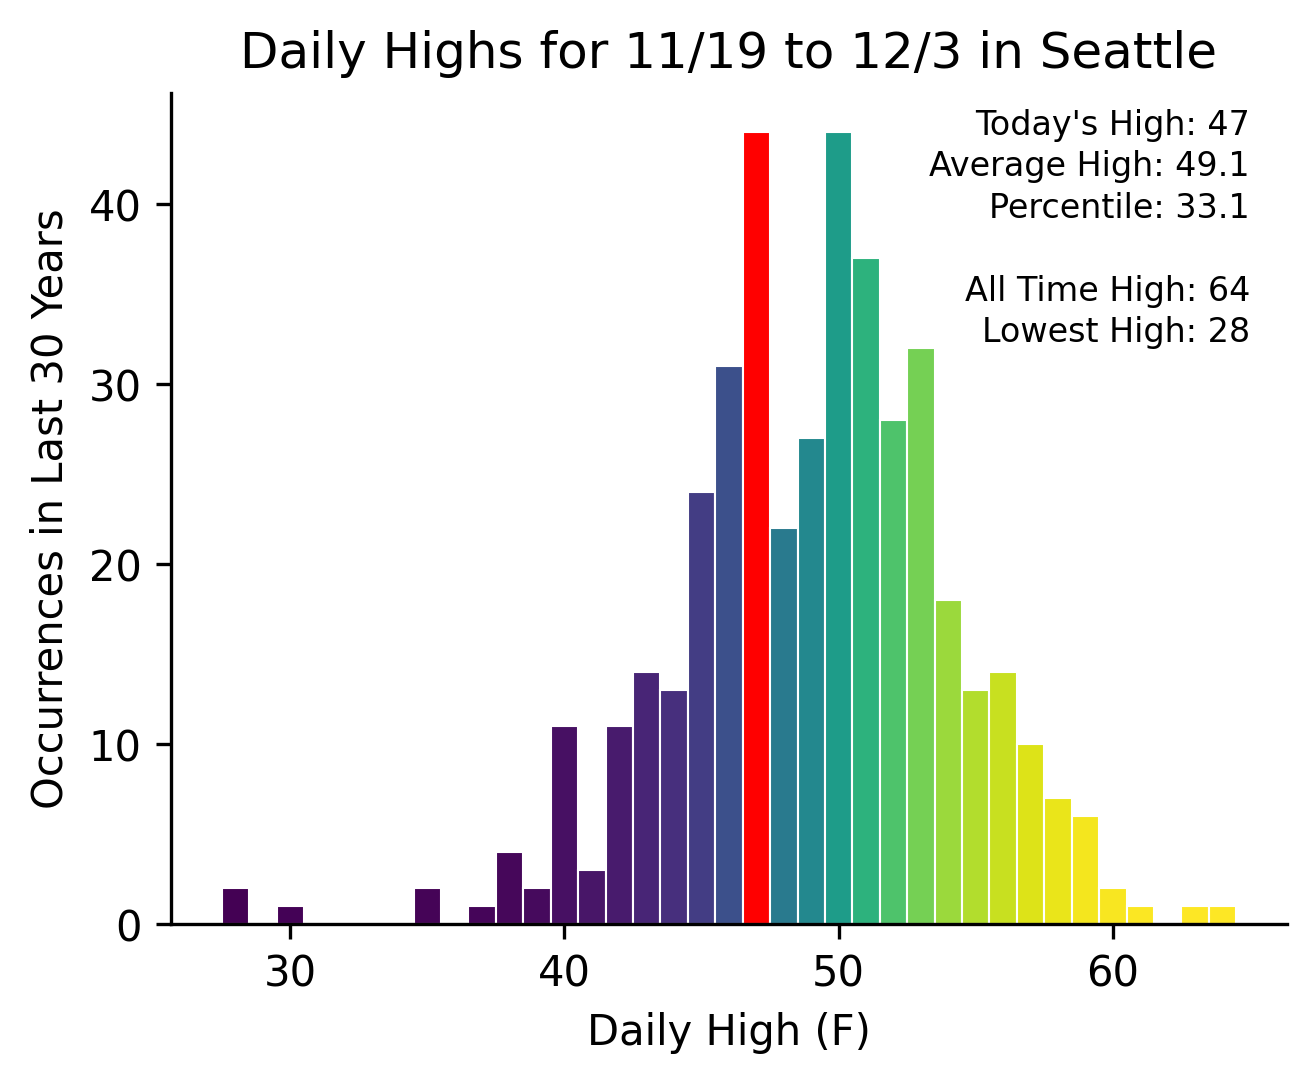 Daily Highs for 11/19 to 12/3 in Seattle
Today's High: 47
Average High: 49.1
Percentile: 33.1
All Time High: 64
Lowest High: 28
Occurrences in Last 30 Years
40
30
20
10
0
30
40
50
60
Daily High (F)